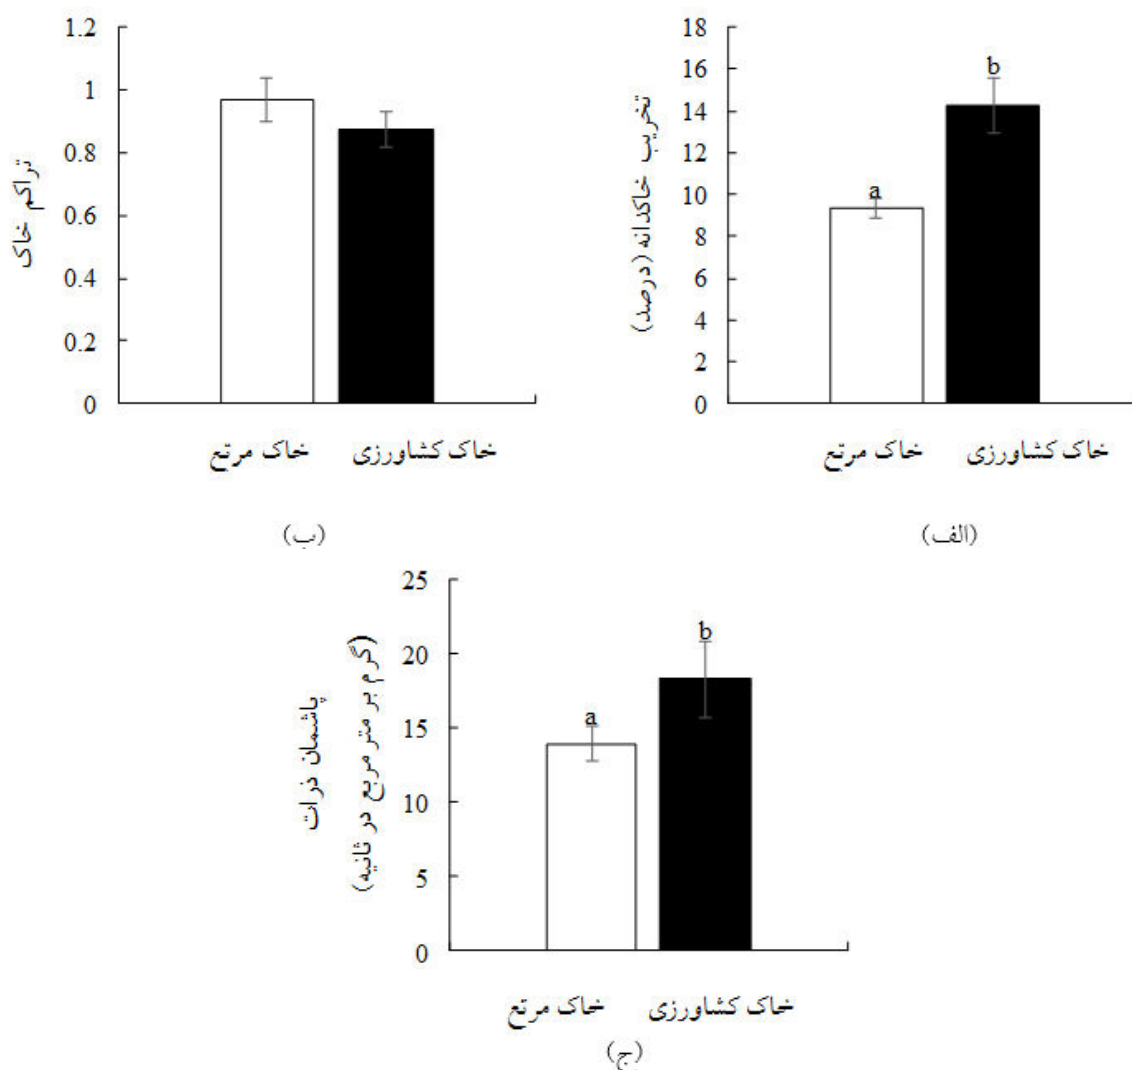 18
16
14
12
10
8
6
4
2
0
تخریب خاکدانه (درصد)
a
b
خاک مرتع
خاک کشاورزی
(الف)
1.2
1
0.8
0.6
0.4
0.2
0
تراکم خاک
خاک مرتع
خاک کشاورزی
(ب)
25
20
15
10
5
0
پاشمان ذرات
(گرم بر متر مربع در ثانیه)
a
b
خاک مرتع
خاک کشاورزی
(ج)